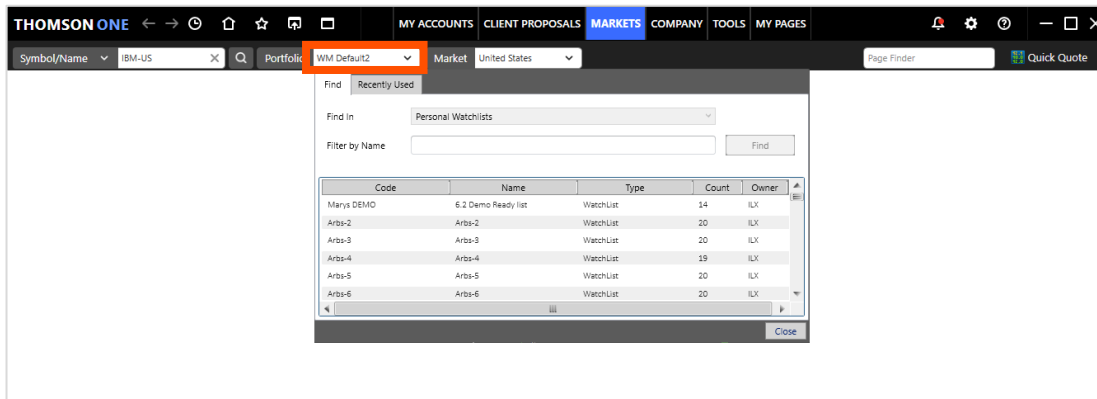 THOMSON ONE MY ACCOUNTS CLIENT PROPOSALS MARKETS COMPANY TOOLS MY PAGES
Symbol/Name IBM-US Portfolio WM Default2 Market United States Page Finder Quick Quote
Find Recently Used
Find In Personal Watchlists
Filter by Name Find
Code Name Type Count Owner
Marys DEMO 6.2 Demo Ready list WatchList 14 ILX
Arbs-2 Arbs-2 WatchList 20 ILX
Arbs-3 Arbs-3 WatchList 20 ILX
Arbs-4 Arbs-4 WatchList 19 ILX
Arbs-5 Arbs-5 WatchList 20 ILX
Arbs-6 Arbs-6 WatchList 20 ILX
Close